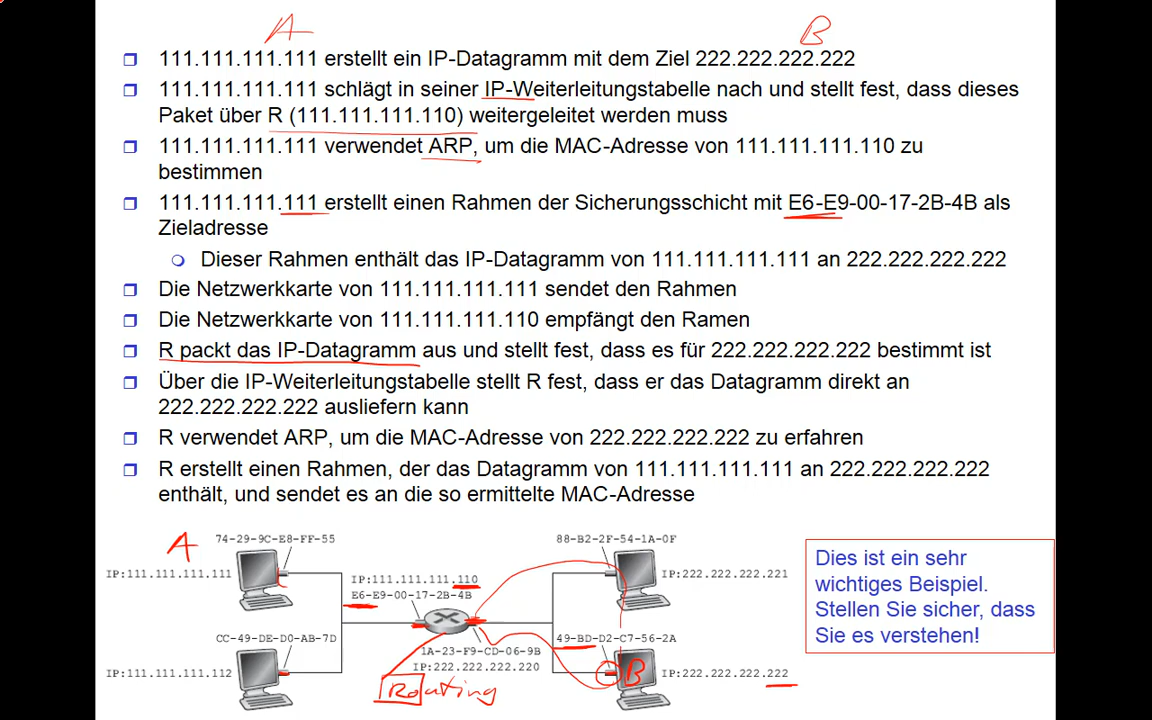 A B
111.111.111.111 erstellt ein IP-Datagramm mit dem Ziel 222.222.222.222
111.111.111.111 schlägt in seiner IP-Weiterleitungstabelle nach und stellt fest, dass dieses
Paket über R (111.111.111.110) weitergeleitet werden muss
111.111.111.111 verwendet ARP, um die MAC-Adresse von 111.111.111.110 zu
bestimmen
111.111.111.111 erstellt einen Rahmen der Sicherungsschicht mit E6-E9-00-17-2B-4B als
Zieladresse
Dieser Rahmen enthält das IP-Datagramm von 111.111.111.111 an 222.222.222.222
Die Netzwerkkarte von 111.111.111.111 sendet den Rahmen
Die Netzwerkkarte von 111.111.111.110 empfängt den Ramen
R packt das IP-Datagramm aus und stellt fest, dass es für 222.222.222.222 bestimmt ist
Über die IP-Weiterleitungstabelle stellt R fest, dass er das Datagramm direkt an
222.222.222.222 ausliefern kann
R verwendet ARP, um die MAC-Adresse von 222.222.222.222 zu erfahren
R erstellt einen Rahmen, der das Datagramm von 111.111.111.111 an 222.222.222.222
enthält, und sendet es an die so ermittelte MAC-Adresse
A
74-29-9C-E8-FF-55
88-B2-2F-54-1A-0F
IP:111.111.111.111
IP:111.111.111.110
E6-E9-00-17-2B-4B
IP:222.222.222.221
CC-49-DE-D0-AB-7D
49-BD-D2-C7-56-2A
1A-23-F9-CD-06-9B
IP:222.222.222.220
IP:111.111.111.112
B
IP:222.222.222.222
Routing
Dies ist ein sehr
wichtiges Beispiel.
Stellen Sie sicher, dass
Sie es verstehen!